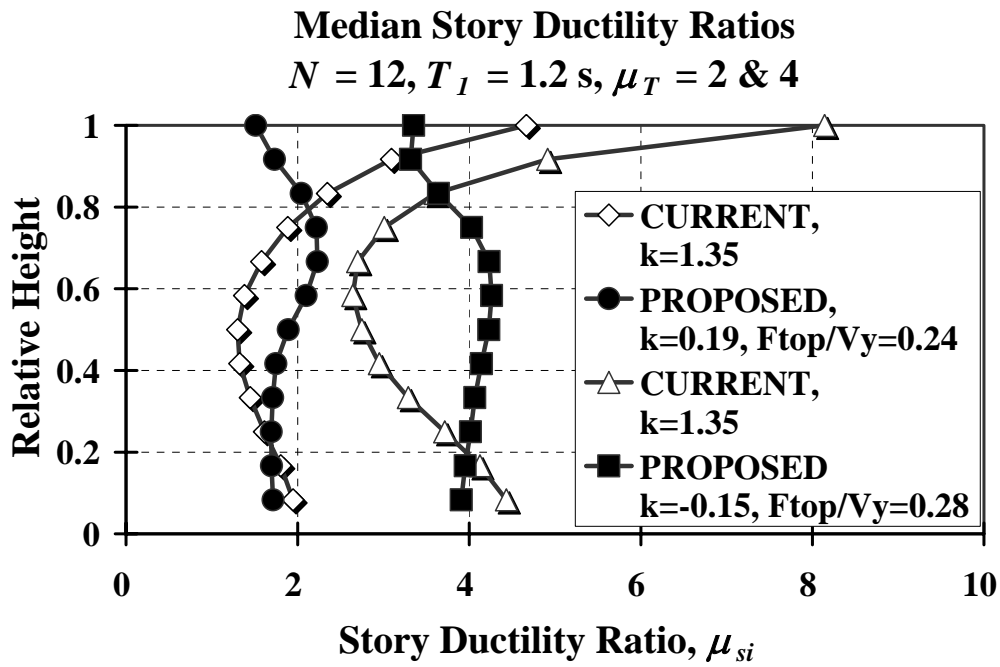 Median Story Ductility Ratios
N = 12, T1 = 1.2 s, μT = 2 & 4
1
0.8
0.6
0.4
0.2
0
Relative Height
CURRENT,
k=1.35
PROPOSED,
k=0.19, Ftop/Vy=0.24
CURRENT,
k=1.35
PROPOSED
k=-0.15, Ftop/Vy=0.28
0 2 4 6 8 10
Story Ductility Ratio, μsi